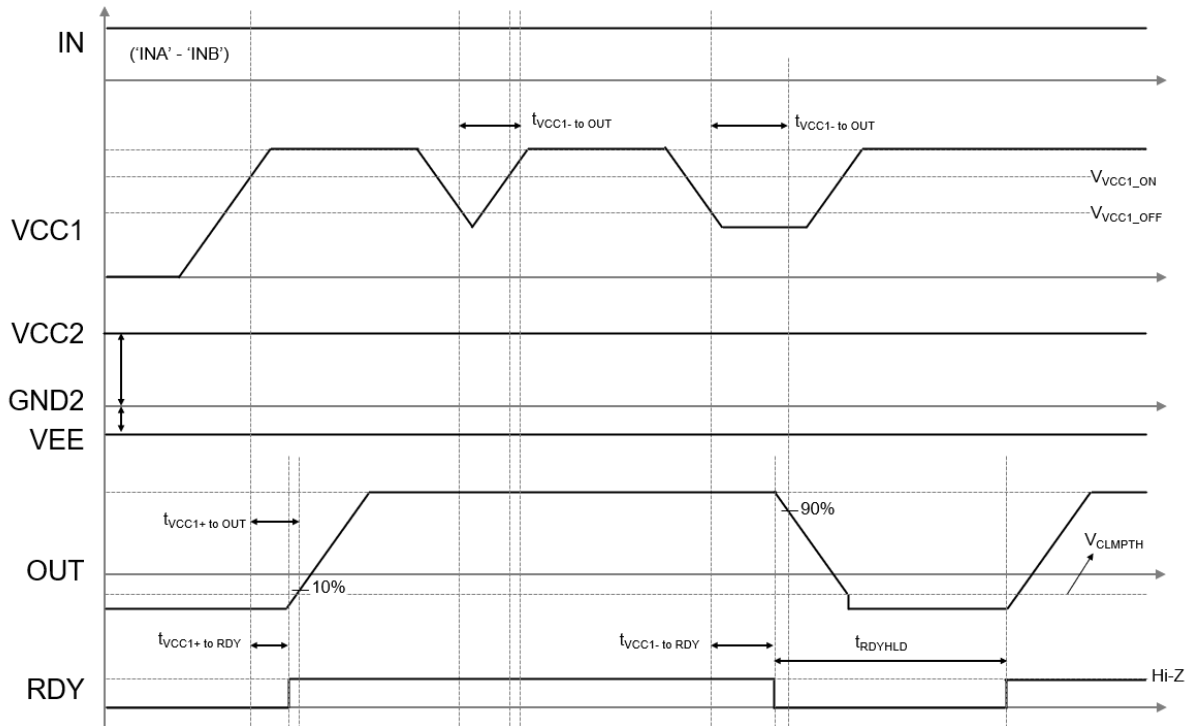 IN
('INA' - 'INB')
tVCC1- to OUT
tVCC1- to OUT
VVCC1_ON
VVCC1_OFF
VCC1
VCC2
GND2
VEE
tVCC1+ to OUT
90%
VCLMPTH
OUT
10%
tVCC1+ to RDY
tVCC1- to RDY
tRDYHLD
Hi-Z
RDY